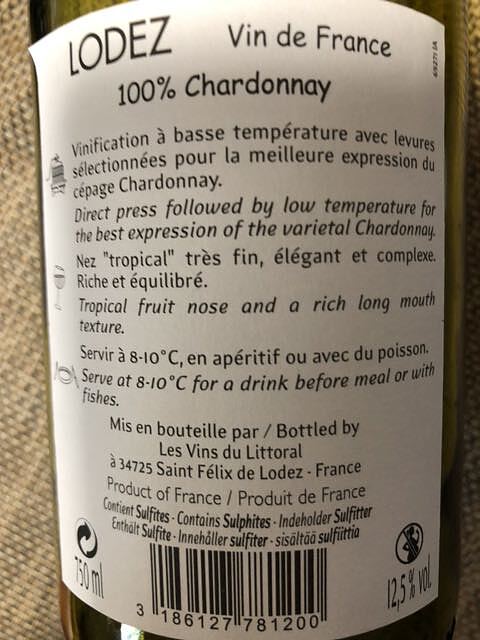 LODEZ
Vin de France
100% Chardonnay
Vinification à basse température avec levures
sélectionnées pour la meilleure expression du
cépage Chardonnay.
Direct press followed by low temperature for
the best expression of the varietal Chardonnay.
Nez "tropical" très fin, élégant et complexe.
Riche et équilibré.
Tropical fruit nose and a rich long mouth
texture.
Servir à 8-10°C, en apéritif ou avec du poisson.
Serve at 8-10°C for a drink before meal or with
fishes.
Mis en bouteille par / Bottled by
Les Vins du Littoral
à 34725 Saint Félix de Lodez - France
Product of France / Produit de France
Contient Sulfites - Contains Sulphites - Indeholder Sulfitter
Enthält Sulfite - Innehåller sulfiter - sisältää sulfiittia
750 ml
12,5% vol.
3 186127 781200